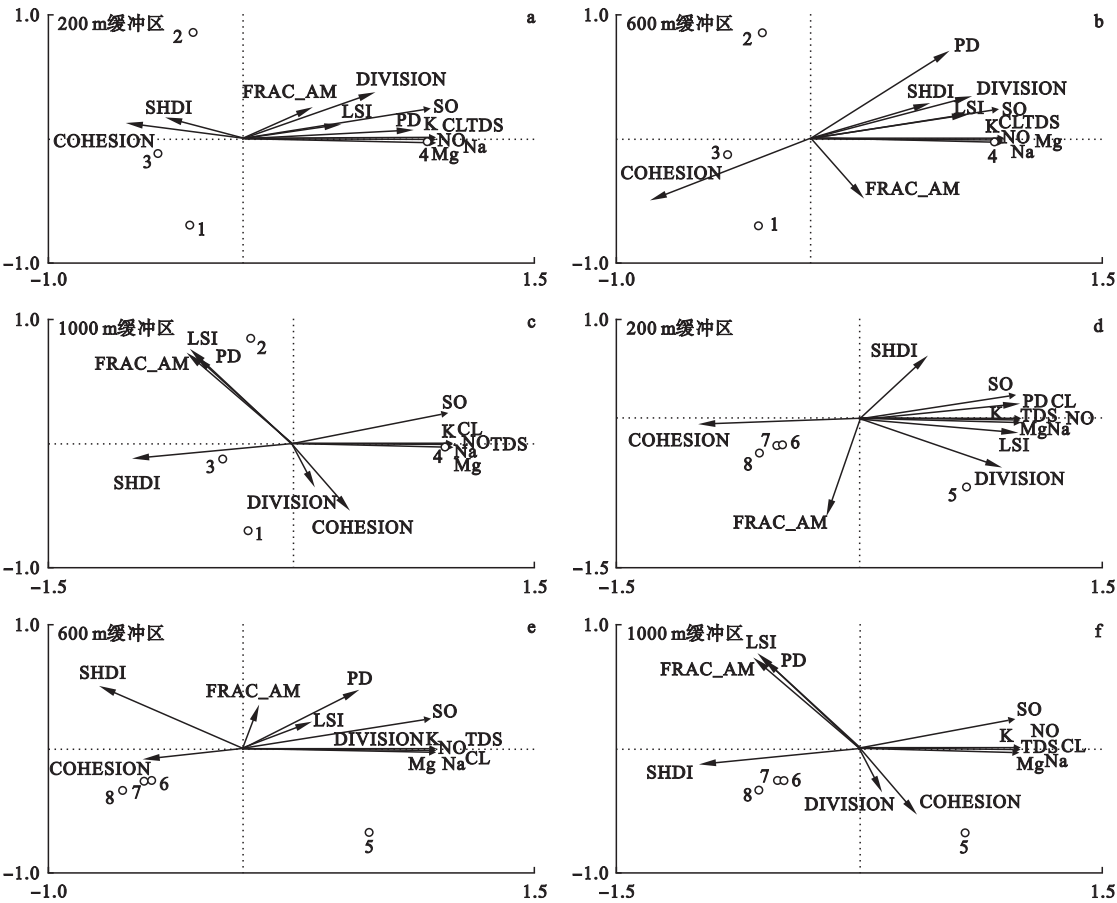 1.0
200 m缓冲区
a
2
DIVISION
FRAC_AM
SHDI
LSI
SO
PD K CLTDS
COHESION
3
NO
4 Mg Na
1
-1.0
-1.0
1.5
1.0
600 m缓冲区
b
2
PD
SHDI
DIVISION
LSI SO
K CLTDS
NO Mg
3
4 Na
COHESION
FRAC_AM
1
-1.0
-1.0
1.5
1.0
1000 m缓冲区
c
LSI
2
FRAC_AM
PD
SO
K CL
NO TDS
3
4 Na
Mg
SHDI
DIVISION
COHESION
1
-1.0
-1.5
1.5
1.0
200 m缓冲区
d
SHDI
SO
PD CL
K TDS NO
MgNa
COHESION
7 6
8
LSI
DIVISION
5
FRAC_AM
-1.5
-1.5
1.5
1.0
600 m缓冲区
e
SHDI
PD
FRAC_AM
LSI
SO
DIVISION K NO TDS
COHESION
Mg Na CL
8 7 6
5
-1.0
-1.0
1.5
1.0
1000 m缓冲区
f
LSI
FRAC_AM
PD
SO
K NO
TDS CL
MgNa
SHDI
7 6
8
DIVISION
COHESION
5
-1.0
-1.5
1.5